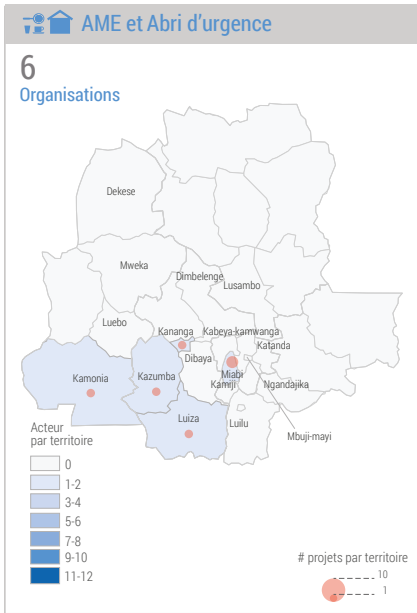 AME et Abri d'urgence
6
Organisations
Dekese
Mweka
Dimbelenge
Lusambo
Luebo
Kananga
Kabeya-kamwanga
Katanda
Dibaya
Kamonia
Kazumba
Miabi
Kamiji
Ngandajika
Luiza
Luilu
Mbuji-mayi
Acteur
par territoire
0
1-2
3-4
5-6
7-8
9-10
11-12
# projets par territoire
10
1